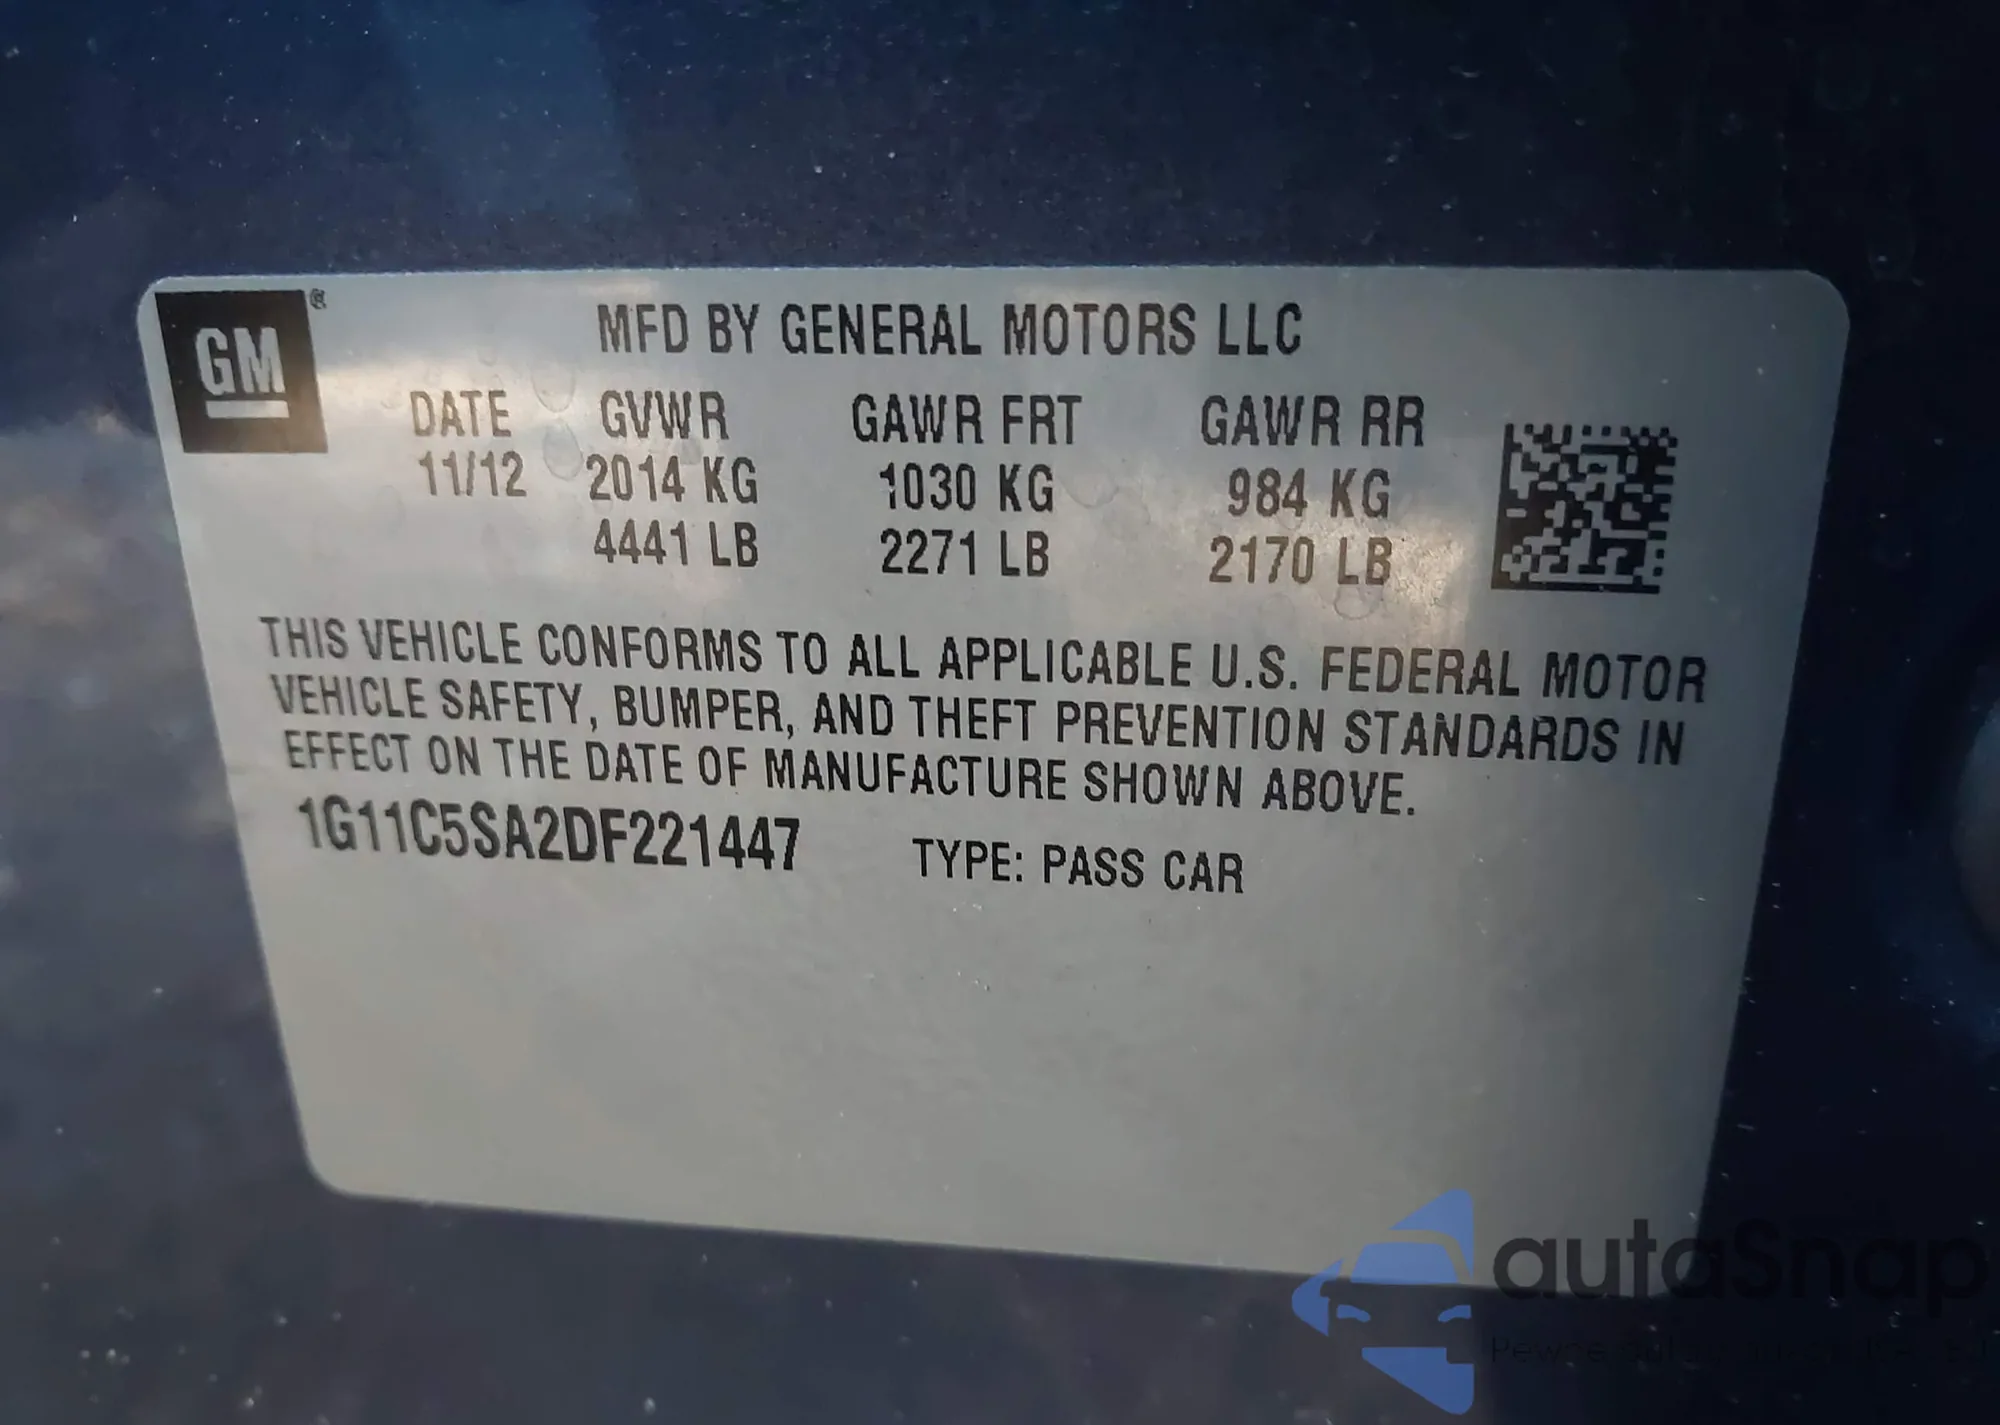 GM ®
MFD BY GENERAL MOTORS LLC
DATE GVWR GAWR FRT GAWR RR
11/12 2014 KG 1030 KG 984 KG
4441 LB 2271 LB 2170 LB
THIS VEHICLE CONFORMS TO ALL APPLICABLE U.S. FEDERAL MOTOR
VEHICLE SAFETY, BUMPER, AND THEFT PREVENTION STANDARDS IN
EFFECT ON THE DATE OF MANUFACTURE SHOWN ABOVE.
1G11C5SA2DF221447 TYPE: PASS CAR
autaSnap